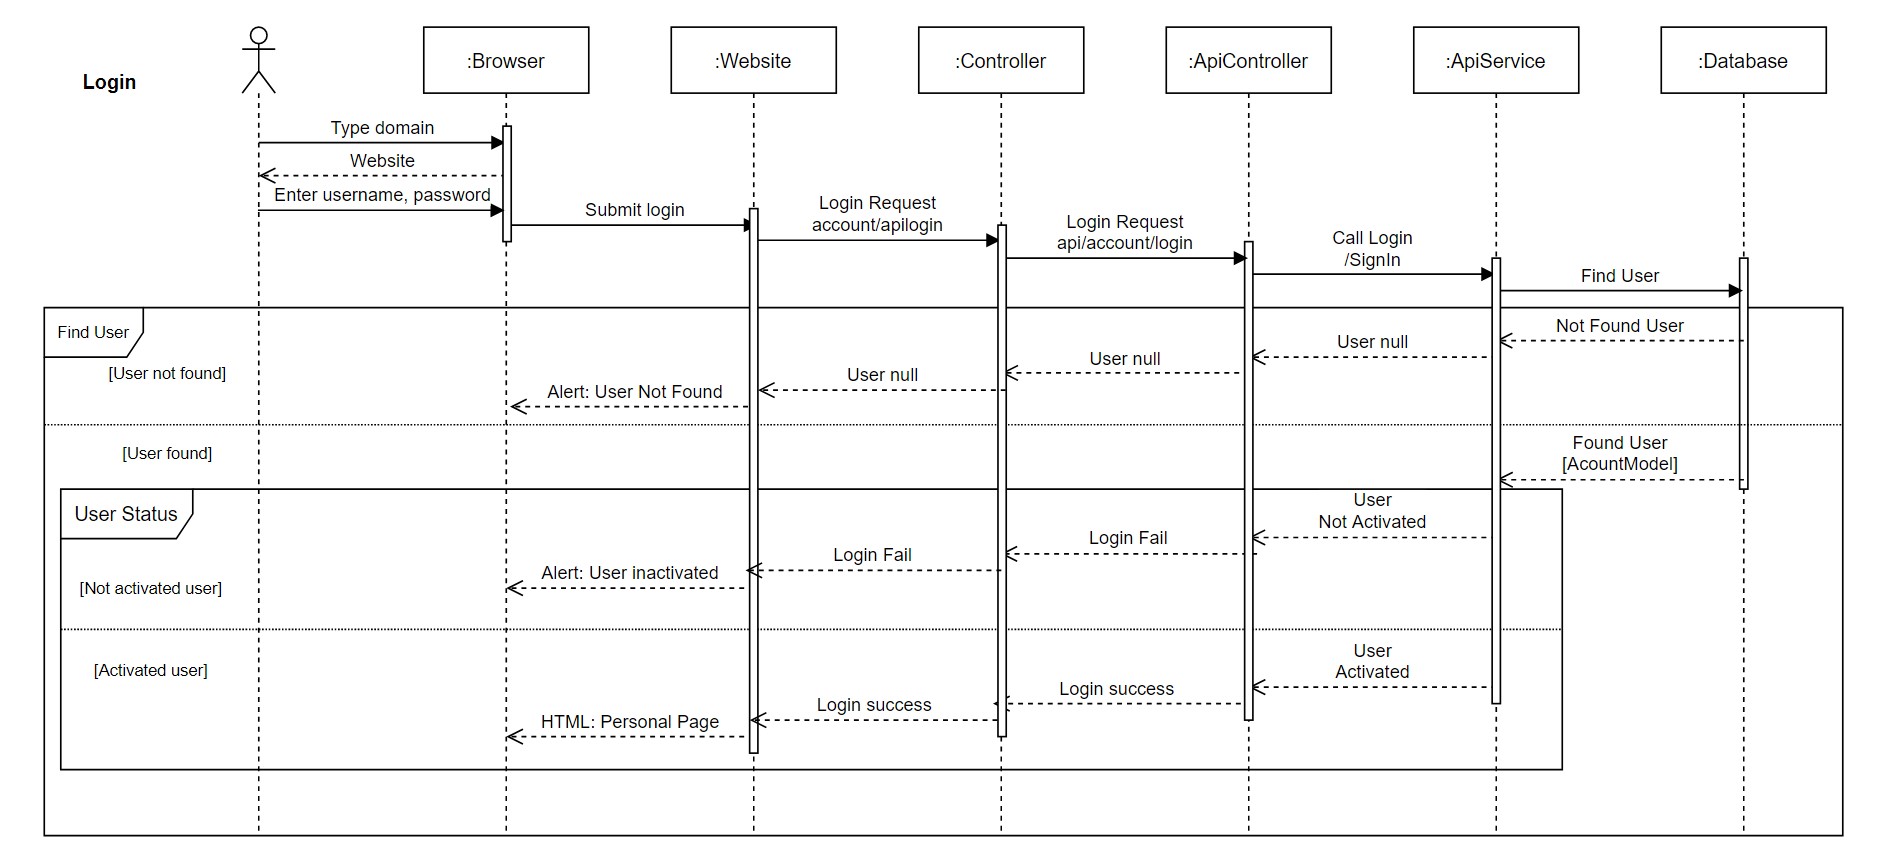 Login
:Browser
:Website
:Controller
:ApiController
:ApiService
:Database
Type domain
Website
Enter username, password
Submit login
Login Request
account/apilogin
Login Request
api/account/login
Call Login
/SignIn
Find User
Find User
[User not found]
Not Found User
User null
User null
User null
Alert: User Not Found
[User found]
Found User
[AcountModel]
User Status
User
Not Activated
Login Fail
Login Fail
Alert: User inactivated
[Not activated user]
[Activated user]
User
Activated
Login success
Login success
HTML: Personal Page